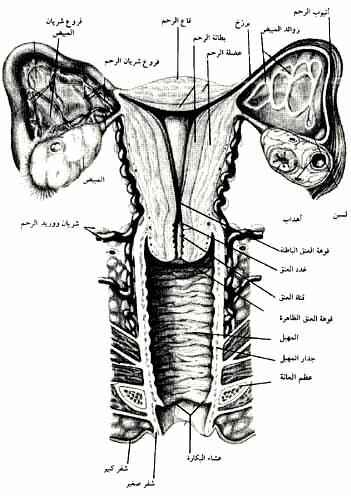 أنبوب الرحم
قاع الرحم
فروع شريان
المبيض
بطانة الرحم
برزخ
زوائد المبيض
عضلة الرحم
فروع شريان الرحم
المبيض
أهداب
شريان ووريد الرحم
فوهة العنق الباطنة
غدد العنق
قناة العنق
فوهة العنق الظاهرة
المهبل
جدار المهبل
عظم العانة
غشاء البكارة
شفر كبير
شفر صغير